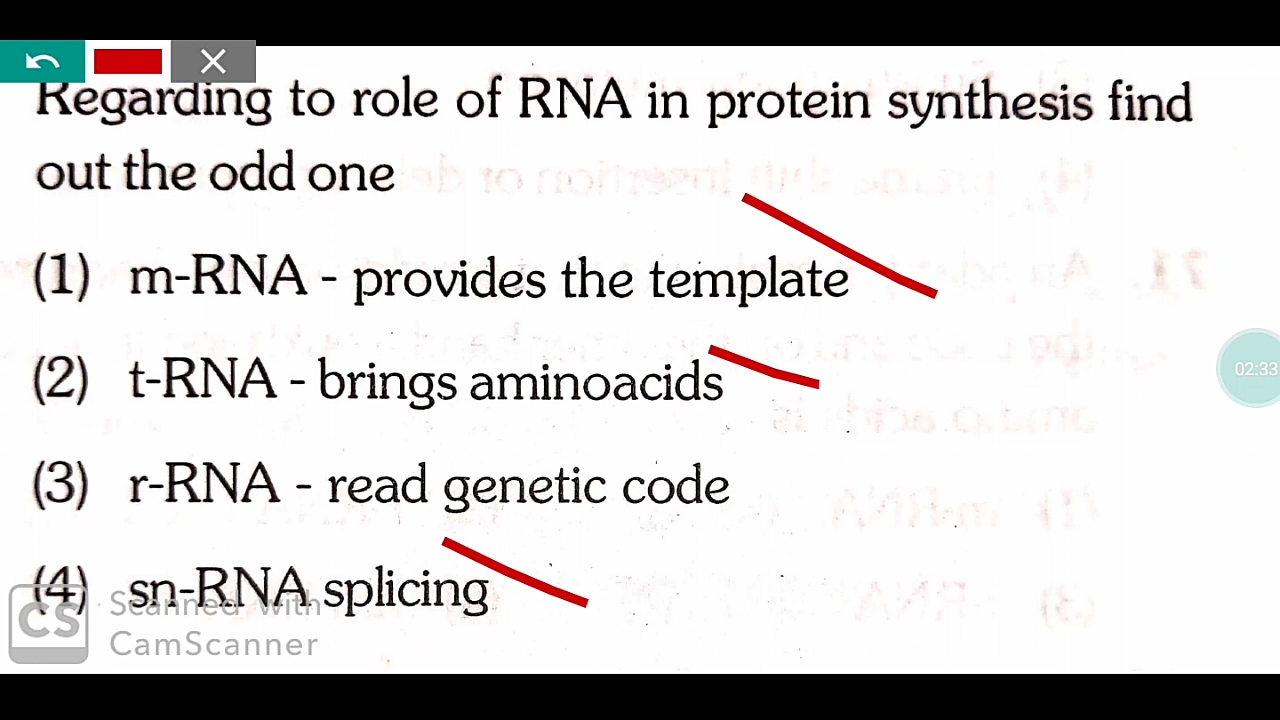 Regarding to role of RNA in protein synthesis find
out the odd one
(1) m-RNA - provides the template
(2) t-RNA - brings aminoacids
02:33
(3) r-RNA - read genetic code
(4) sn-RNA splicing
CS Scanned with
CamScanner